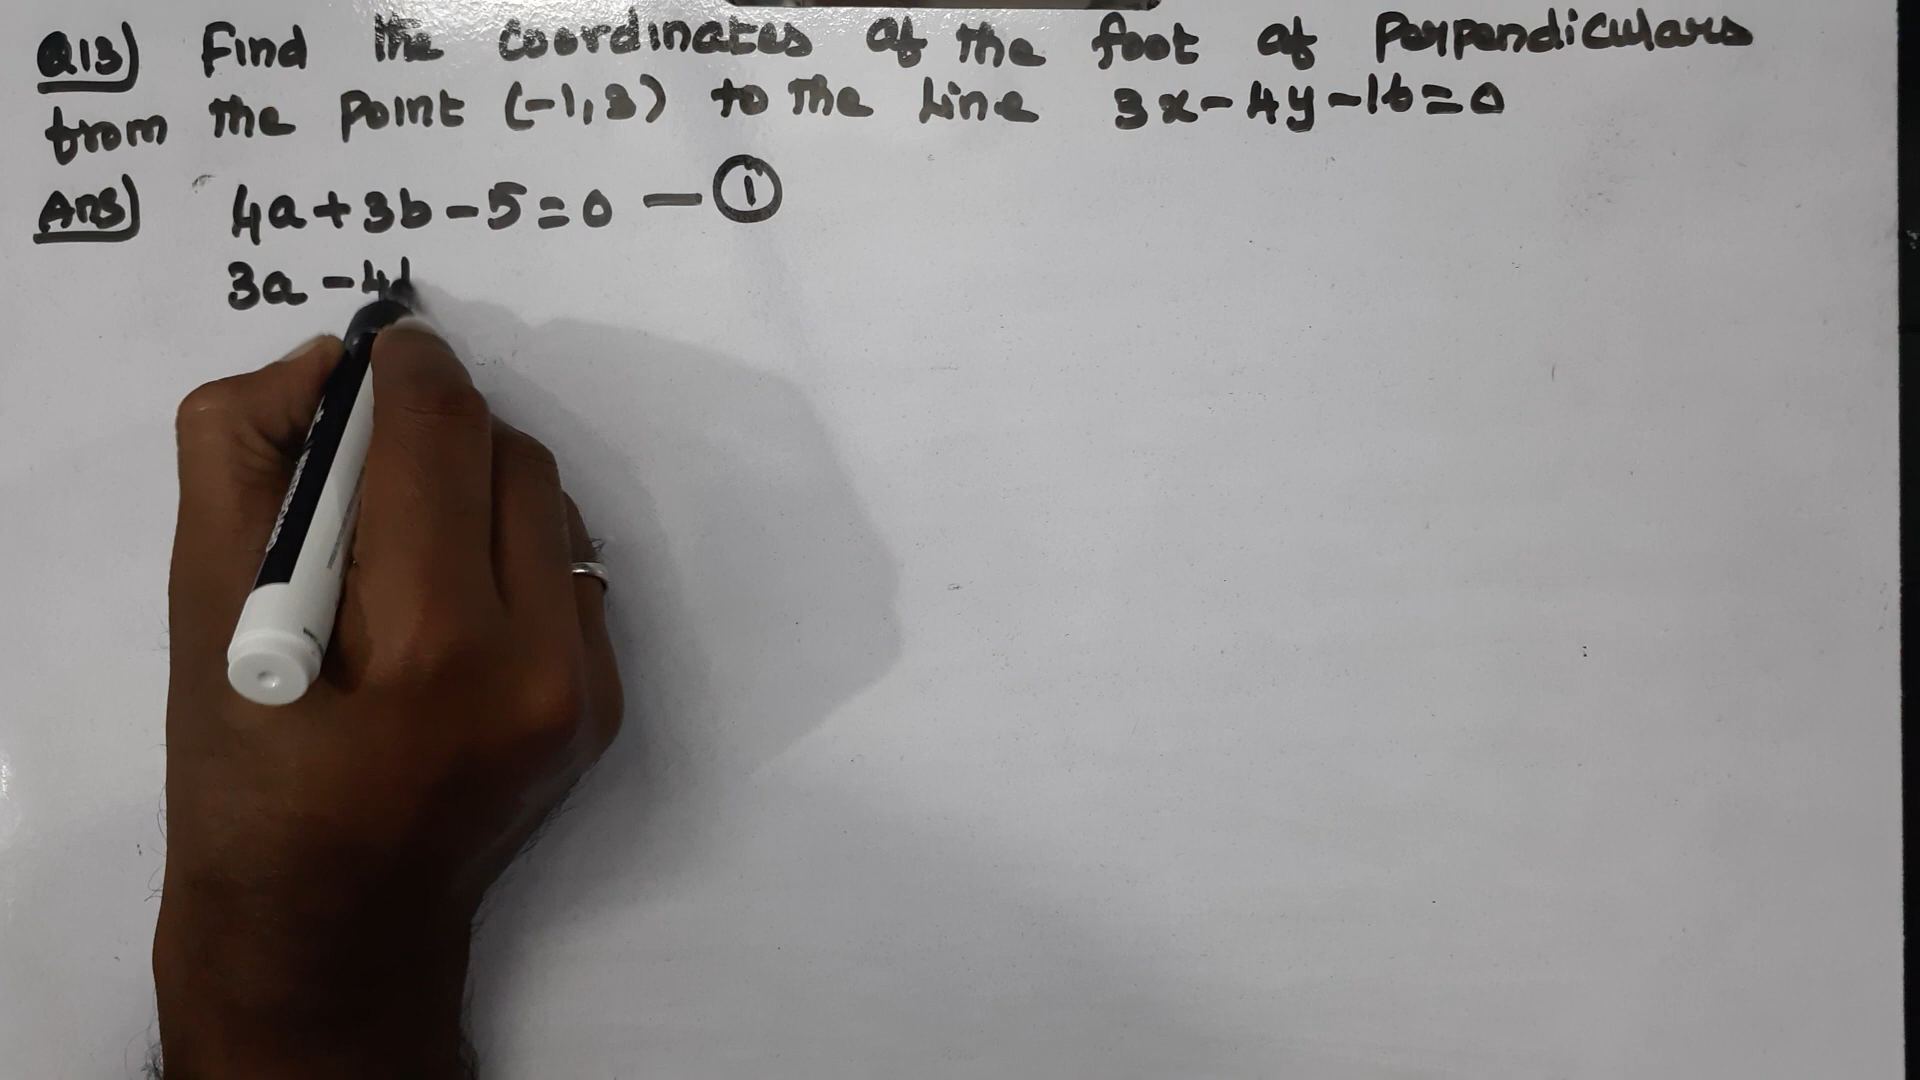 Q13) Find the coordinates of the foot of Perpendiculars
from the Point (-1,3) to the Line 3x-4y-16=0
Ans) 4a+3b-5=0 — ①
3a-4